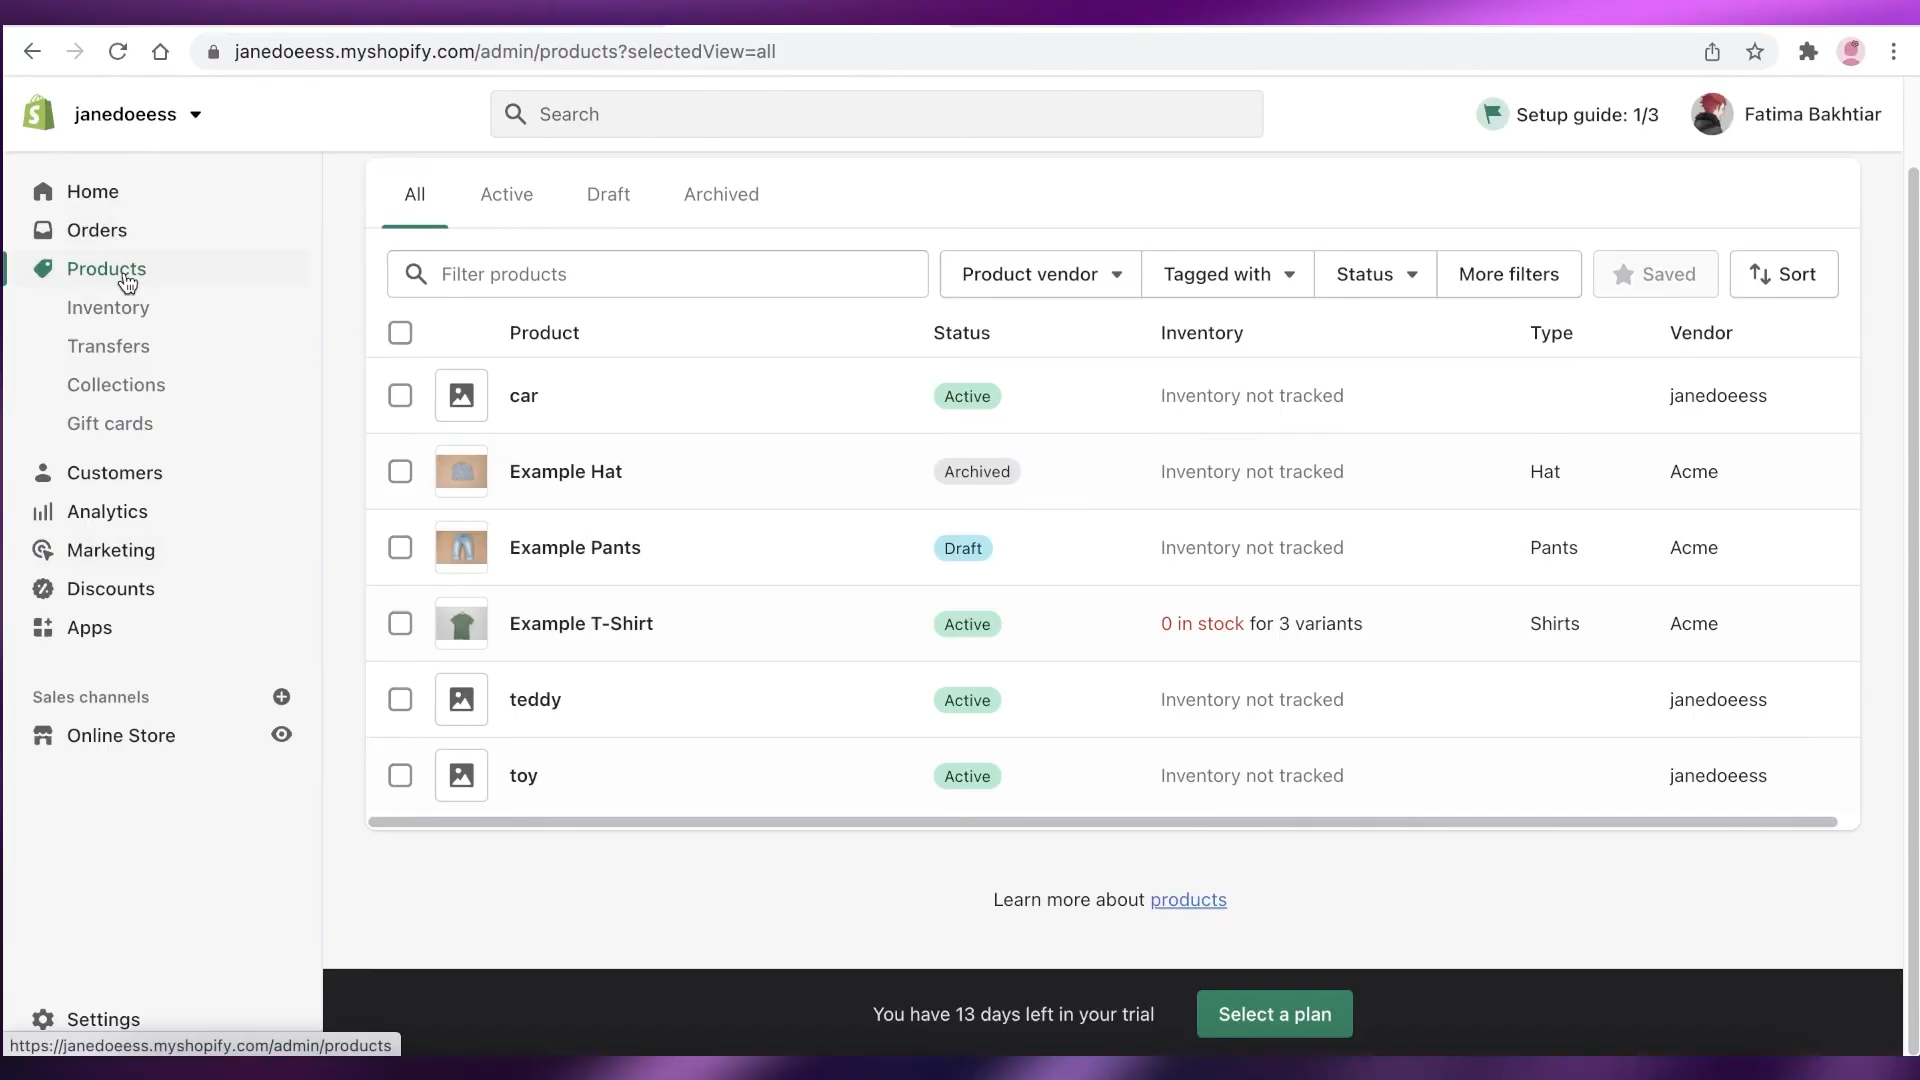 janedoeess.myshopify.com/admin/products?selectedView=all
janedoeess
Search
Setup guide: 1/3
Fatima Bakhtiar
Home
Orders
Products
Inventory
Transfers
Collections
Gift cards
Customers
Analytics
Marketing
Discounts
Apps
Sales channels
Online Store
Settings
https://janedoeess.myshopify.com/admin/products
All Active Draft Archived
Filter products Product vendor Tagged with Status More filters Saved Sort
Product Status Inventory Type Vendor
car Active Inventory not tracked janedoeess
Example Hat Archived Inventory not tracked Hat Acme
Example Pants Draft Inventory not tracked Pants Acme
Example T-Shirt Active 0 in stock for 3 variants Shirts Acme
teddy Active Inventory not tracked janedoeess
toy Active Inventory not tracked janedoeess
Learn more about products
You have 13 days left in your trial Select a plan